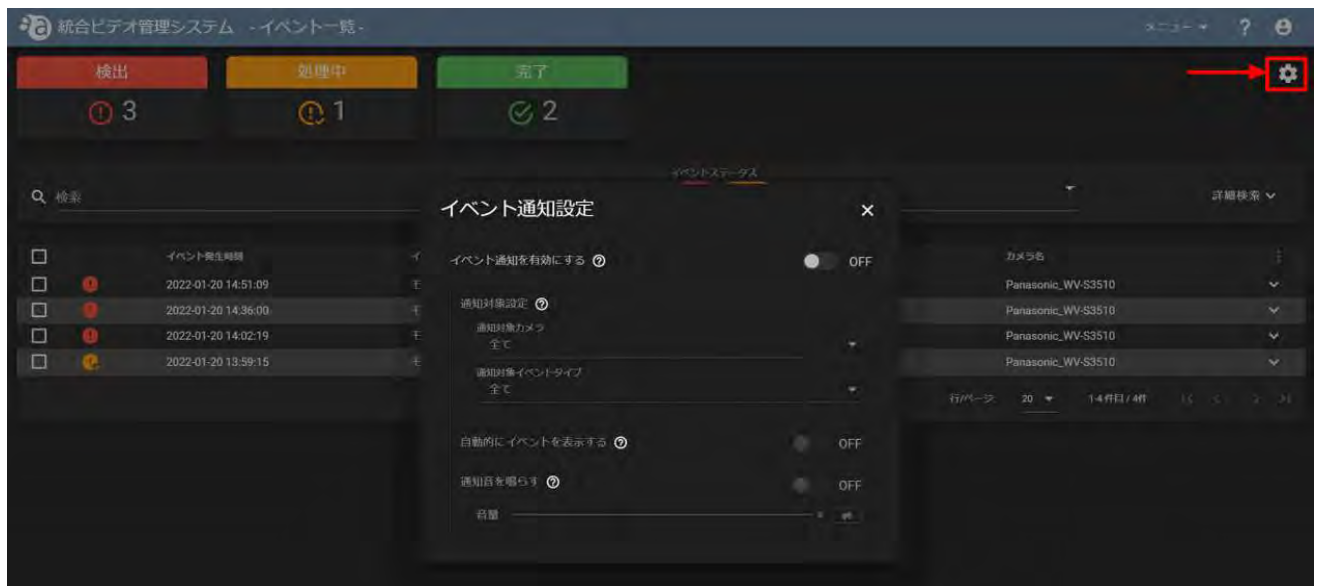 統合ビデオ管理システム - イベント一覧 -
メニュー
検出
処理中
完了
3
1
2
イベントステータス
検索
詳細検索
イベント通知設定
イベント発生時間
イ
カメラ名
イベント通知を有効にする
OFF
2022-01-20 14:51:09
モ
Panasonic_WV-S3510
2022-01-20 14:36:00
モ
Panasonic_WV-S3510
通知対象設定
2022-01-20 14:02:19
モ
Panasonic_WV-S3510
通知対象カメラ
全て
2022-01-20 13:59:15
モ
Panasonic_WV-S3510
通知対象イベントタイプ
全て
行/ページ: 20 1-4 件目 / 4件
自動的にイベントを表示する
OFF
通知音を鳴らす
OFF
音量